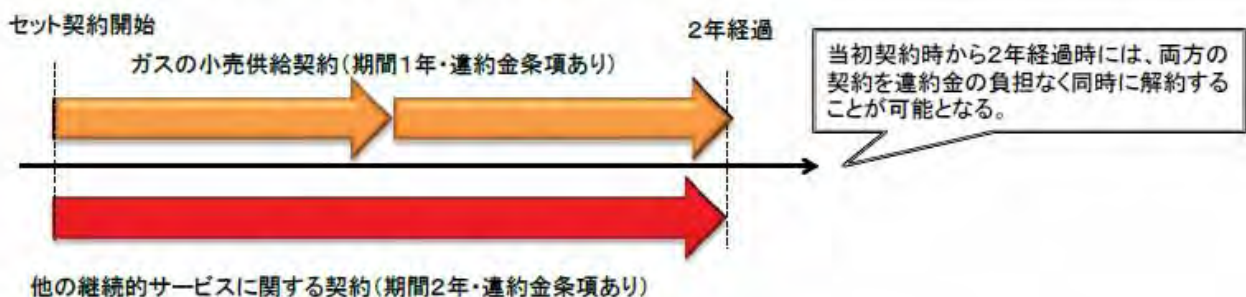 セット契約開始
2年経過
ガスの小売供給契約(期間1年・違約金条項あり)
当初契約時から2年経過時には、両方の
契約を違約金の負担なく同時に解約する
ことが可能となる。
他の継続的サービスに関する契約(期間2年・違約金条項あり)